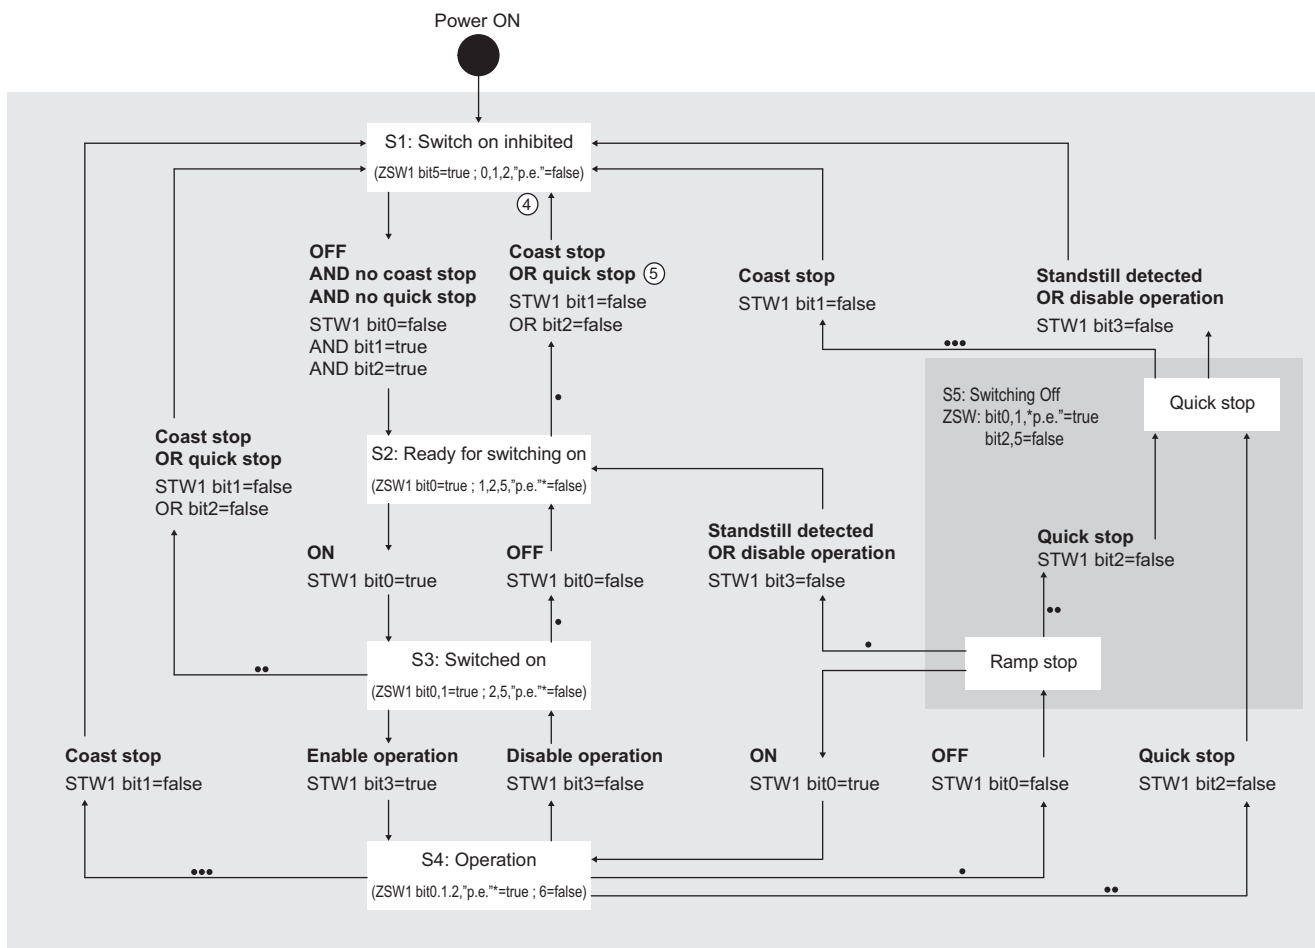 Power ON
S1: Switch on inhibited
(ZSW1 bit5=true ; 0,1,2,”p.e.”=false)
④
OFF
AND no coast stop
AND no quick stop
STW1 bit0=false
AND bit1=true
AND bit2=true
Coast stop
OR quick stop ⑤
STW1 bit1=false
OR bit2=false
Coast stop
STW1 bit1=false
Standstill detected
OR disable operation
STW1 bit3=false
S5: Switching Off
ZSW: bit0,1,*p.e.”=true
bit2,5=false
Quick stop
Coast stop
OR quick stop
STW1 bit1=false
OR bit2=false
S2: Ready for switching on
(ZSW1 bit0=true ; 1,2,5,”p.e.”*=false)
ON
STW1 bit0=true
OFF
STW1 bit0=false
Standstill detected
OR disable operation
STW1 bit3=false
Quick stop
STW1 bit2=false
S3: Switched on
(ZSW1 bit0,1=true ; 2,5,”p.e.”*=false)
Ramp stop
Coast stop
STW1 bit1=false
Enable operation
STW1 bit3=true
Disable operation
STW1 bit3=false
ON
STW1 bit0=true
OFF
STW1 bit0=false
Quick stop
STW1 bit2=false
S4: Operation
(ZSW1 bit0.1.2,”p.e.”*=true ; 6=false)